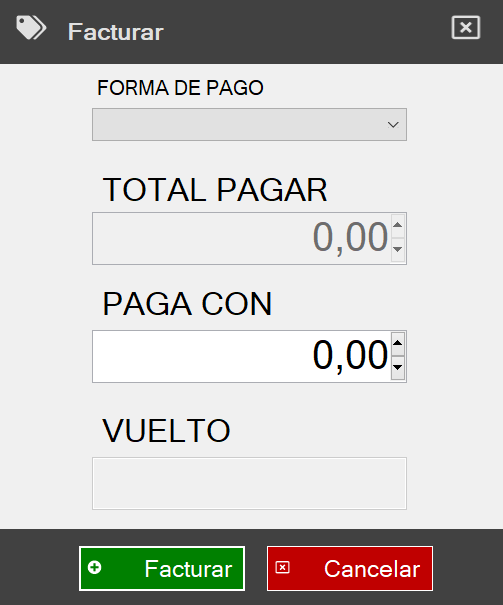 Facturar
FORMA DE PAGO
TOTAL PAGAR
0,00
PAGA CON
0,00
VUELTO
Facturar
Cancelar